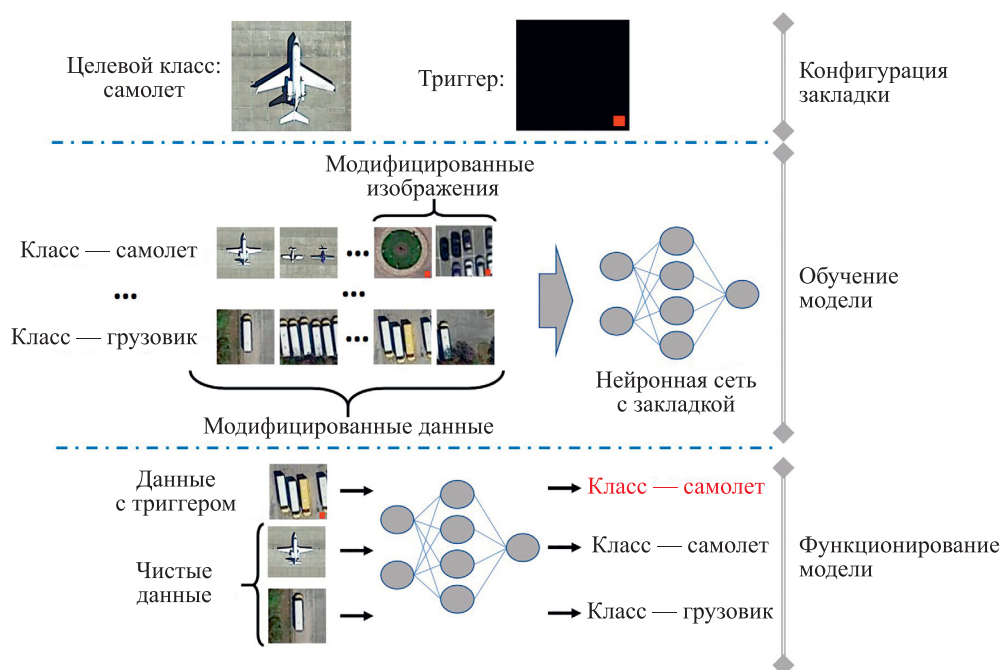 Целевой класс:
самолет
Триггер:
Конфигурация
закладки
Модифицированные
изображения
Класс — самолет
...
...
...
Класс — грузовик
...
Модифицированные данные
Нейронная сеть
с закладкой
Обучение
модели
Данные
с триггером
Чистые
данные
Класс — самолет
Класс — самолет
Класс — грузовик
Функционирование
модели